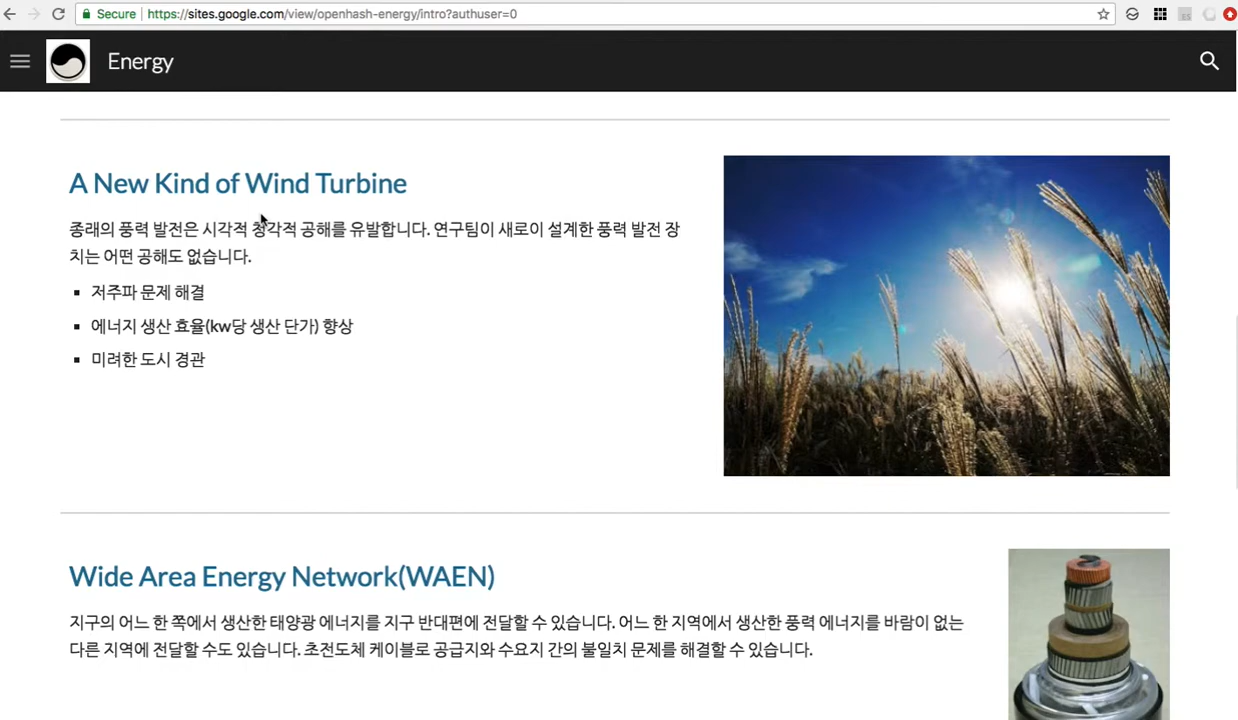 Secure https://sites.google.com/view/openhash-energy/intro?authuser=0
Energy
A New Kind of Wind Turbine
종래의 풍력 발전은 시각적 청각적 공해를 유발합니다. 연구팀이 새로이 설계한 풍력 발전 장
치는 어떤 공해도 없습니다.
저주파 문제 해결
에너지 생산 효율(kw당 생산 단가) 향상
미려한 도시 경관
Wide Area Energy Network(WAEN)
지구의 어느 한 쪽에서 생산한 태양광 에너지를 지구 반대편에 전달할 수 있습니다. 어느 한 지역에서 생산한 풍력 에너지를 바람이 없는
다른 지역에 전달할 수도 있습니다. 초전도체 케이블로 공급지와 수요지 간의 불일치 문제를 해결할 수 있습니다.